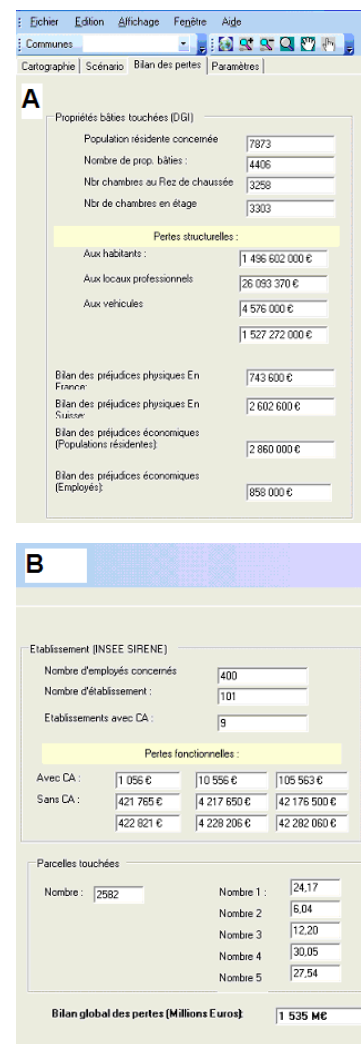 Fichier Edition Affichage Fenêtre Aide
Communes
Cartographie Scénario Bilan des pertes Paramètres
A
Propriétés bâties touchées (DGI)
Population résidente concernée 7873
Nombre de prop. bâties : 4406
Nbr chambres au Rez de chaussée 3258
Nbr de chambres en étage 3303
Pertes stucturelles :
Aux habitants : 1 496 602 000 €
Aux locaux professionnels 26 093 370 €
Aux vehicules 4 576 000 €
1 527 272 000 €
Bilan des préjudices physiques En
France: 743 600 €
Bilan des préjudices physiques En
Suisse: 2 602 600 €
Bilan des préjudices économiques
(Populations résidentes): 2 860 000 €
Bilan des préjudices économiques
(Employés): 858 000 €
B
Etablissement (INSEE SIRENE)
Nombre d'employés concernés 400
Nombre d'établissement : 101
Etablissements avec CA : 9
Pertes fonctionnelles :
Avec CA : 1 056 € 10 556 € 105 563 €
Sans CA : 421 765 € 4 217 650 € 42 176 500 €
422 821 € 4 228 206 € 42 282 060 €
Parcelles touchées
Nombre : 2582 Nombre 1 : 24,17
Nombre 2 6,04
Nombre 3 12,20
Nombre 4 30,05
Nombre 5 27,54
Bilan global des pertes (Millions Euros): 1 535 M€